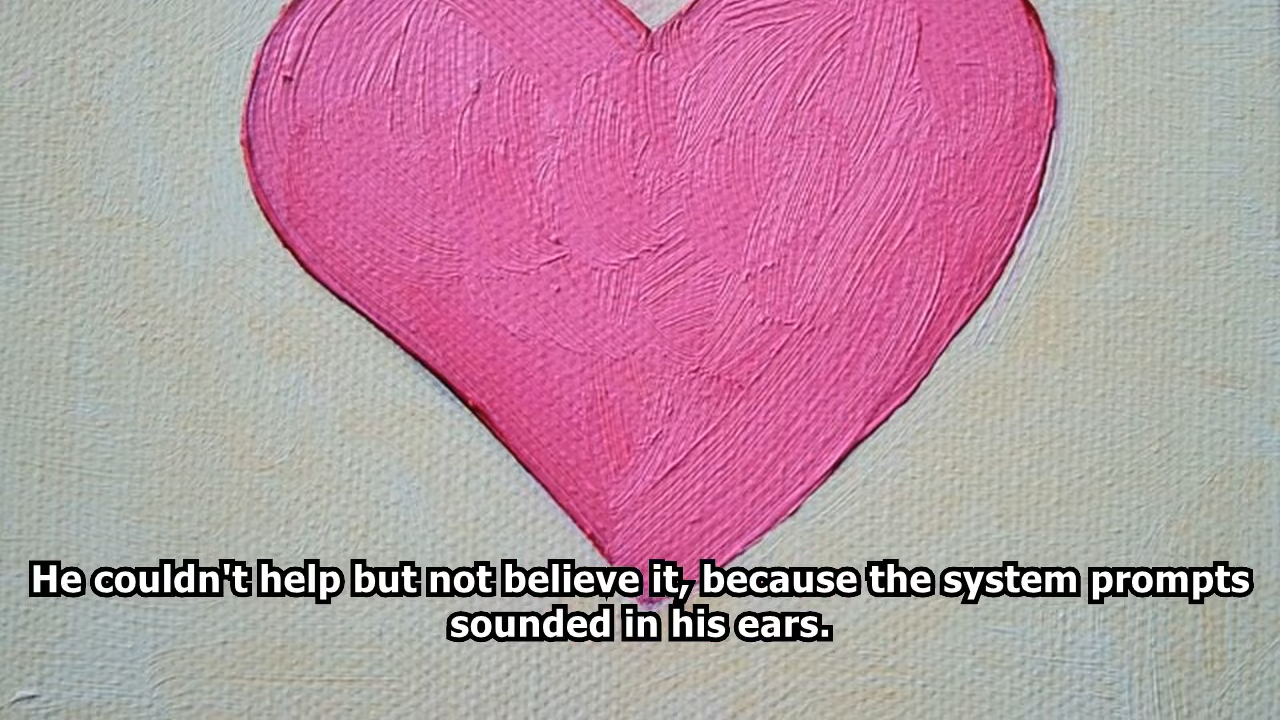 He couldn't help but not believe it, because the system prompts
sounded in his ears.